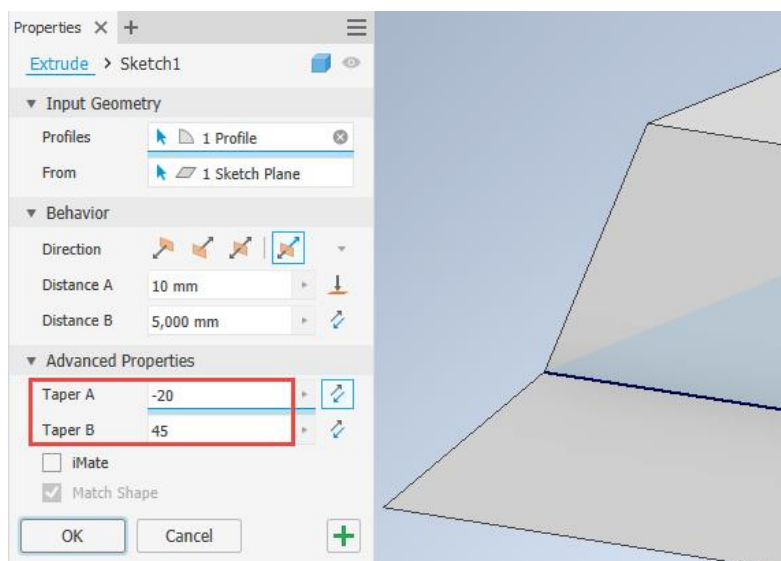 Properties
Extrude > Sketch1
Input Geometry
Profiles 1 Profile
From 1 Sketch Plane
Behavior
Direction
Distance A 10 mm
Distance B 5,000 mm
Advanced Properties
Taper A -20
Taper B 45
iMate
Match Shape
OK Cancel